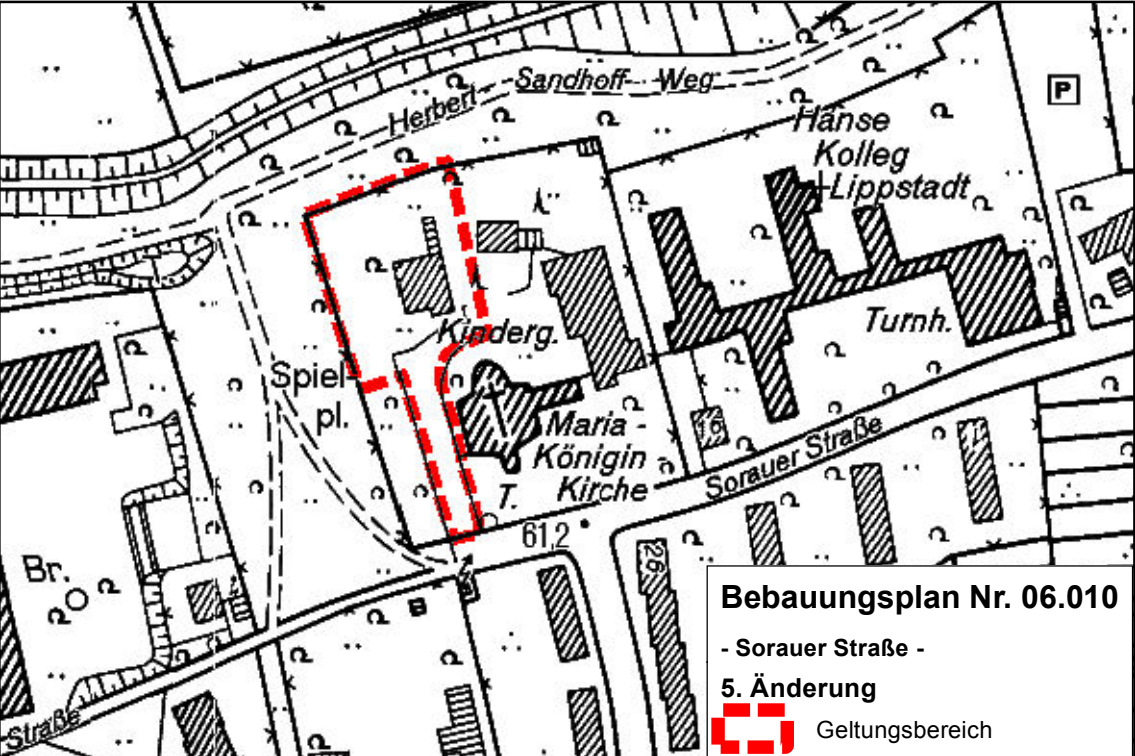 Herbert - Sandhoff - Weg
P
Hanse
Kolleg
Lippstadt
Turnh.
Kinderg.
Spiel-
pl.
Maria -
Königin
Kirche
T.
16
Sorauer Straße
11
61,2
26
Br.
B
Straße
Bebauungsplan Nr. 06.010
- Sorauer Straße -
5. Änderung
Geltungsbereich